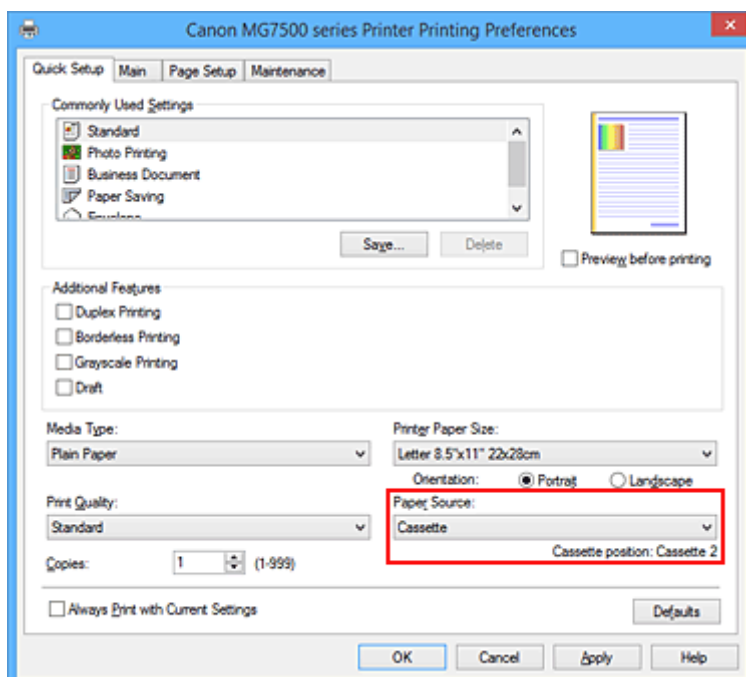 Canon MG7500 series Printer Printing Preferences
Quick Setup Main Page Setup Maintenance
Commonly Used Settings
Standard
Photo Printing
Business Document
Paper Saving
Envelope
Save... Delete
Preview before printing
Additional Features
Duplex Printing
Borderless Printing
Grayscale Printing
Draft
Media Type:
Plain Paper
Printer Paper Size:
Letter 8.5"x11" 22x28cm
Orientation: Portrait Landscape
Print Quality:
Standard
Paper Source:
Cassette
Cassette position: Cassette 2
Copies: 1 (1-999)
Always Print with Current Settings
Defaults
OK Cancel Apply Help